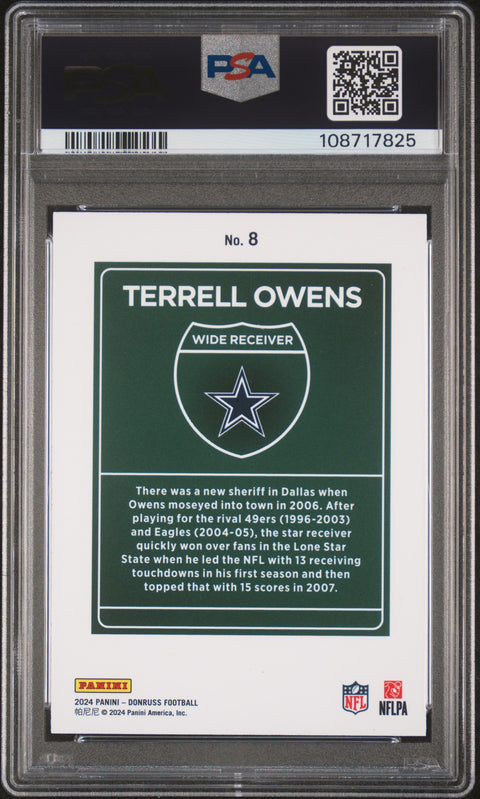 PSA
108717825
No. 8
TERRELL OWENS
WIDE RECEIVER
There was a new sheriff in Dallas when
Owens moseyed into town in 2006. After
playing for the rival 49ers (1996-2003)
and Eagles (2004-05), the star receiver
quickly won over fans in the Lone Star
State when he led the NFL with 13 receiving
touchdowns in his first season and then
topped that with 15 scores in 2007.
PANINI
2024 PANINI – DONRUSS FOOTBALL
帕尼尼 © 2024 Panini America, Inc.
NFL
NFLPA